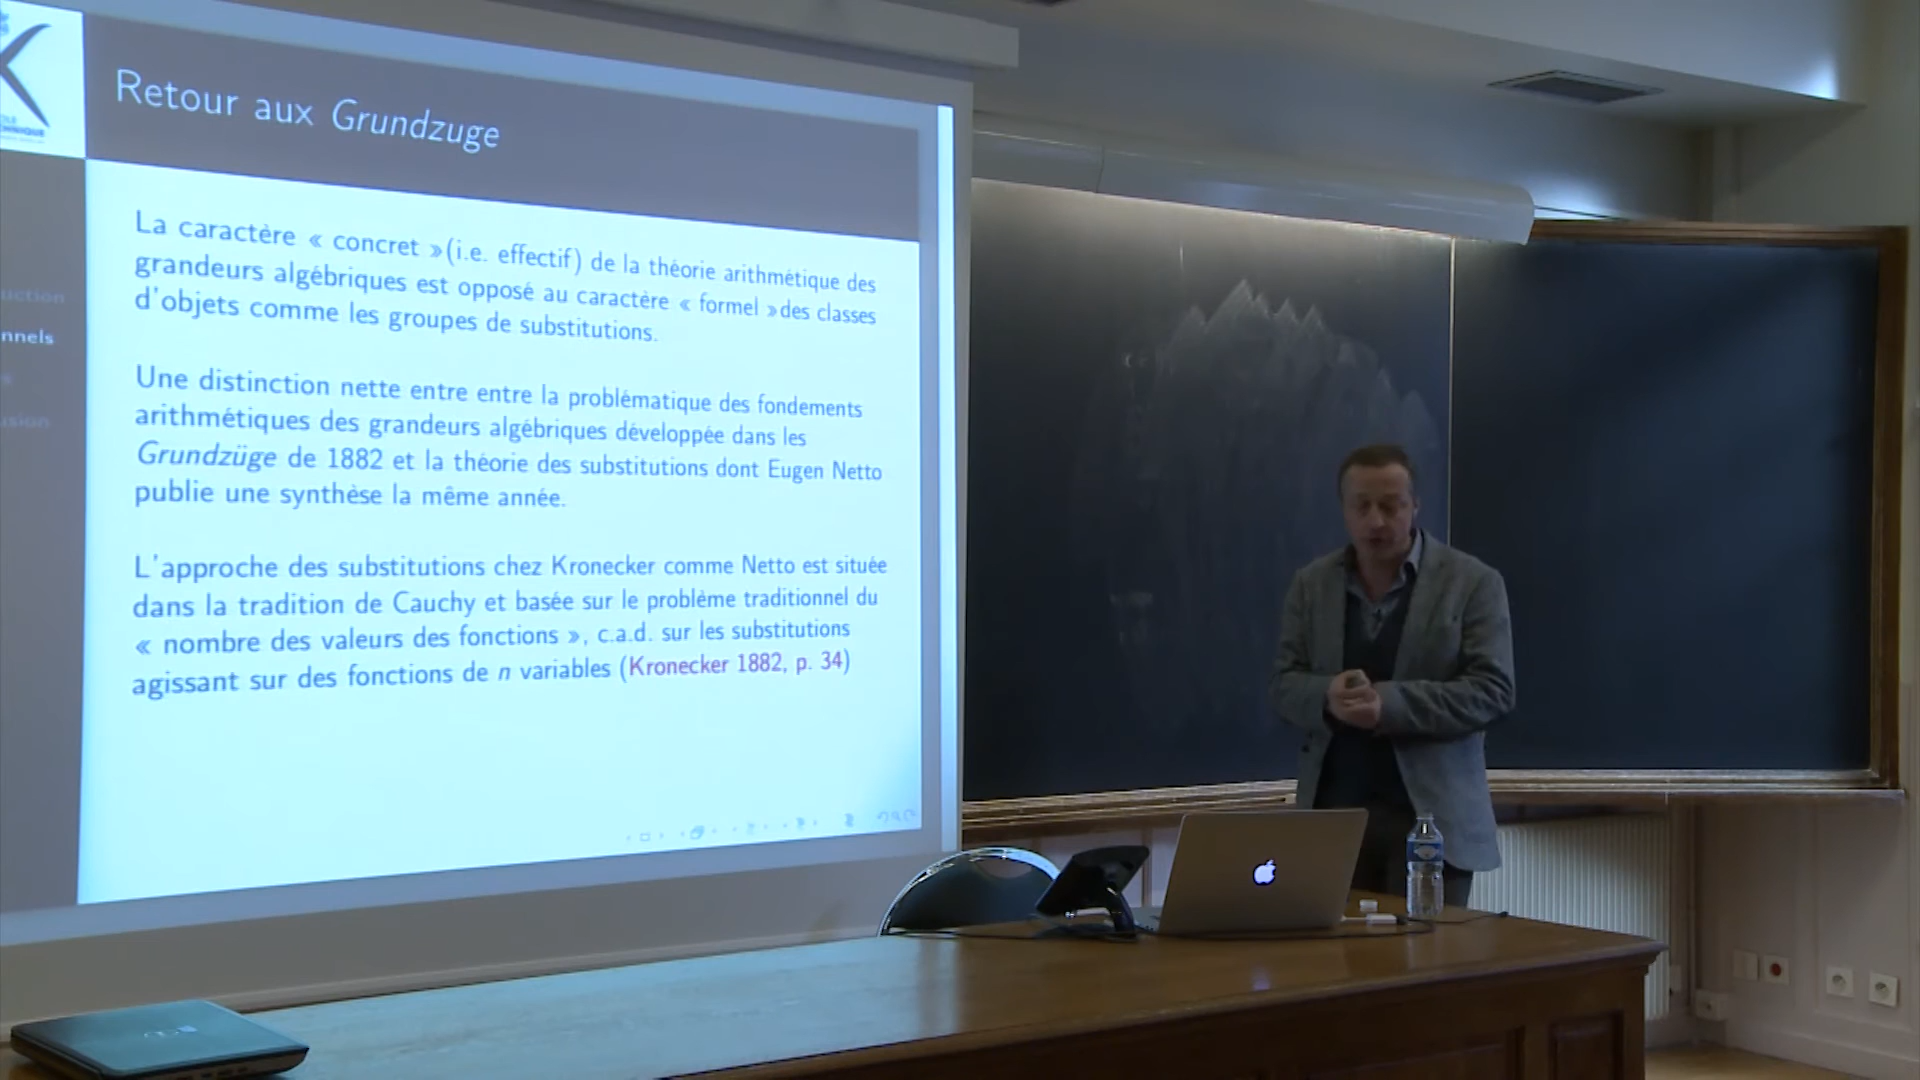 Retour aux Grundzuge
La caractère « concret »(i.e. effectif) de la théorie arithmétique des
grandeurs algébriques est opposé au caractère « formel »des classes
d'objets comme les groupes de substitutions.
Une distinction nette entre entre la problématique des fondements
arithmétiques des grandeurs algébriques développée dans les
Grundzüge de 1882 et la théorie des substitutions dont Eugen Netto
publie une synthèse la même année.
L'approche des substitutions chez Kronecker comme Netto est située
dans la tradition de Cauchy et basée sur le problème traditionnel du
« nombre des valeurs des fonctions », c.a.d. sur les substitutions
agissant sur des fonctions de n variables (Kronecker 1882, p. 34)
uction
nnels
usion